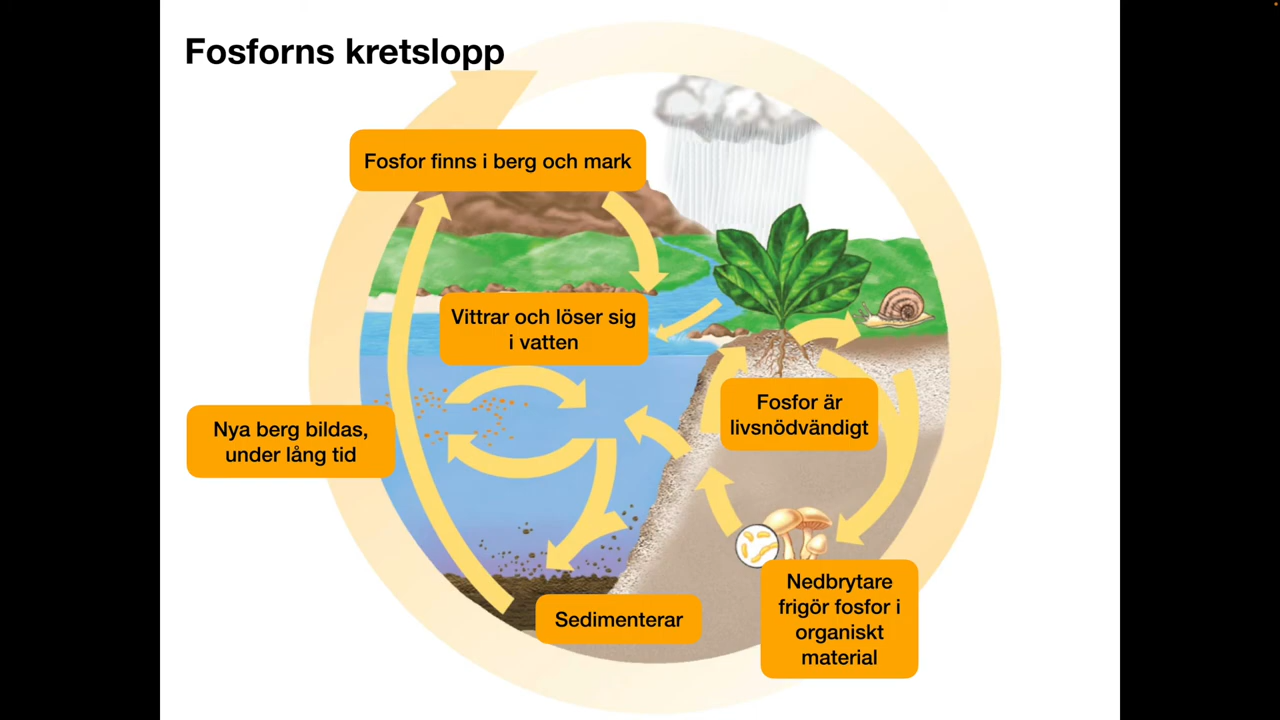 Fosforns kretslopp
Fosfor finns i berg och mark
Vittrar och löser sig
i vatten
Fosfor är
livsnödvändigt
Nya berg bildas,
under lång tid
Nedbrytare
frigör fosfor i
organiskt
material
Sedimenterar